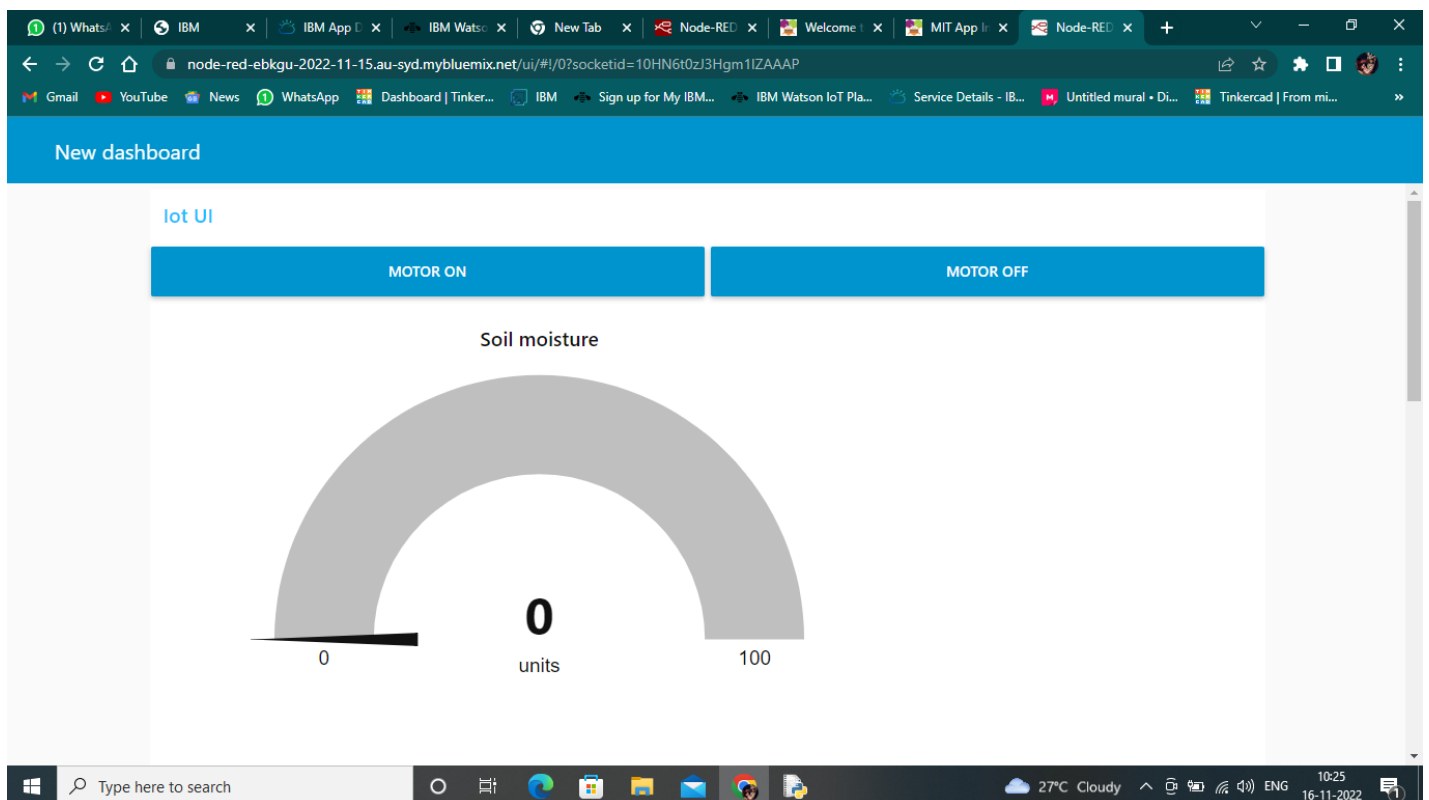 (1) WhatsA
IBM
IBM App D
IBM Watso
New Tab
Node-RED
Welcome t
MIT App In
Node-RED
node-red-ebkgu-2022-11-15.au-syd.mybluemix.net/ui/#!/0?socketid=10HN6t0zJ3Hgm1IZAAAP
Gmail
YouTube
News
WhatsApp
Dashboard | Tinker...
IBM
Sign up for My IBM...
IBM Watson IoT Pla...
Service Details - IB...
Untitled mural • Di...
Tinkercad | From mi...
»
New dashboard
Iot UI
MOTOR ON
MOTOR OFF
Soil moisture
0
0
100
units
Type here to search
27°C Cloudy
ENG
10:25
16-11-2022
1